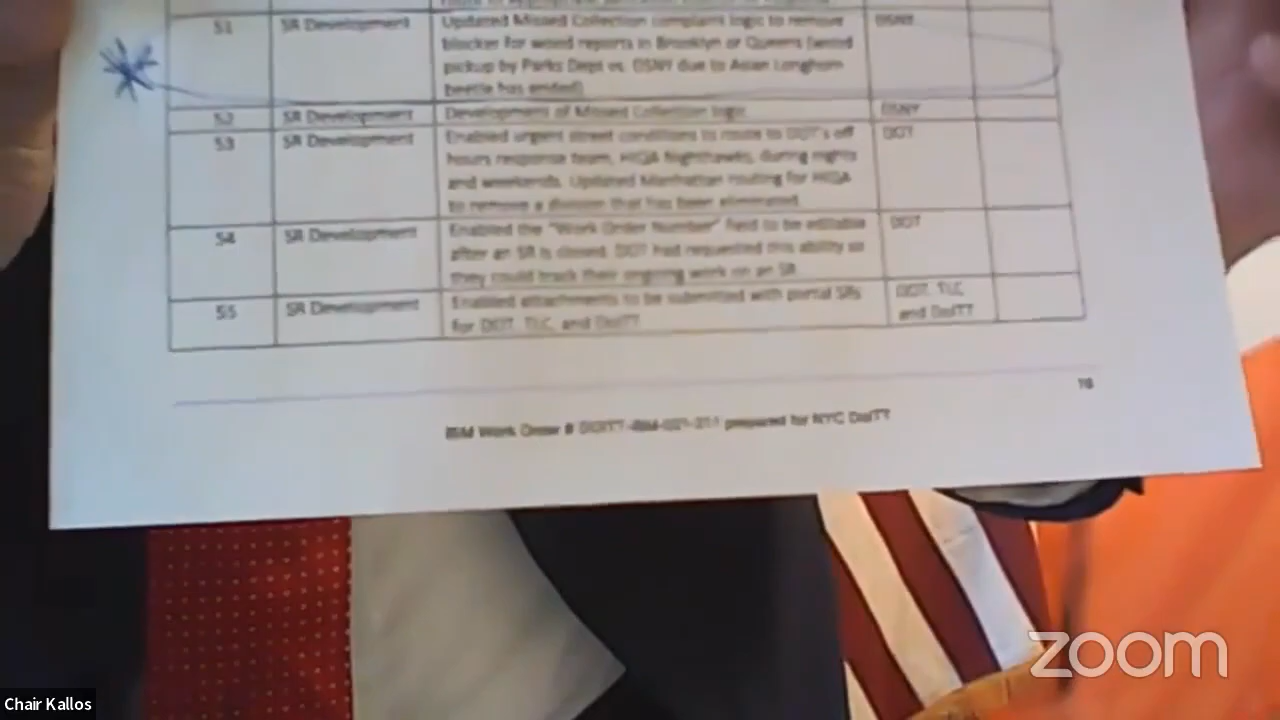 51 SR Development Updated Missed Collection complaint logic to remove DSNY
blocker for wood reports in Brooklyn or Queens (wood
pickup by Parks Dept vs. DSNY due to Asian Longhorn
beetle has ended)
52 SR Development Development of Missed Collection logic DSNY
53 SR Development Enabled urgent street conditions to route to DOT's off DOT
hours response team, HIQA Nighthawks, during nights
and weekends. Updated Manhattan routing for HIQA
to remove a division that has been eliminated.
54 SR Development Enabled the "Work Order Number" field to be editable DOT
after an SR is closed. DOT had requested this ability so
they could track their ongoing work on an SR.
55 SR Development Enabled attachments to be submitted with portal SRs DOT, TLC
for DOT, TLC, and DoITT and DoITT
IBM Work Order # prepared for NYC DoITT
Chair Kallos
zoom